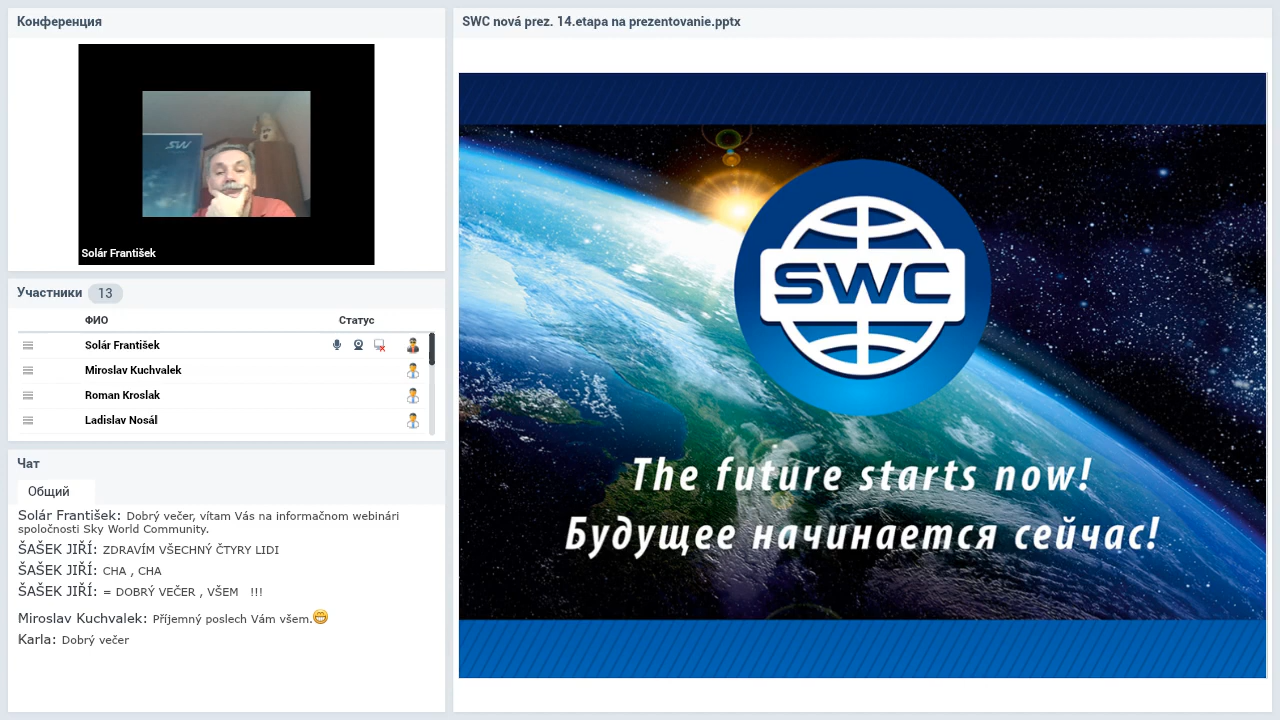 Конференция
Solár František
Участники 13
ФИО Статус
Solár František
Miroslav Kuchvalek
Roman Kroslak
Ladislav Nosál
Чат
Общий
Solár František: Dobrý večer, vítam Vás na informačnom webinári
spoločnosti Sky World Community.
ŠAŠEK JIŘÍ: ZDRAVÍM VŠECHNÝ ČTYRY LIDI
ŠAŠEK JIŘÍ: CHA , CHA
ŠAŠEK JIŘÍ: = DOBRÝ VEČER , VŠEM !!!
Miroslav Kuchvalek: Příjemný poslech Vám všem.
Karla: Dobrý večer
SWC nová prez. 14.etapa na prezentovanie.pptx
SWC
The future starts now!
Будущее начинается сейчас!